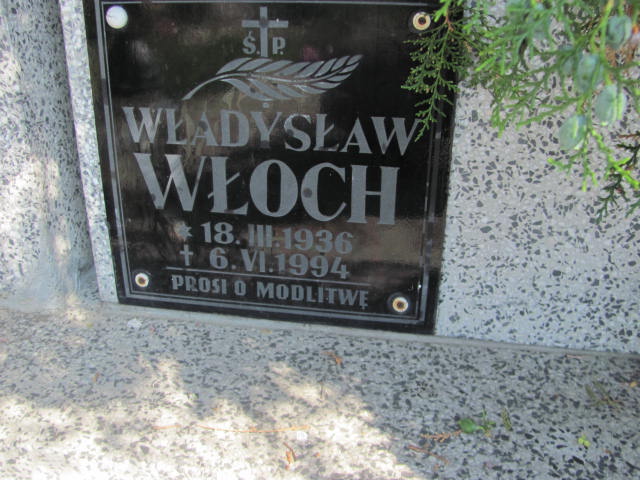 Ś. P.
WŁADYSŁAW
WŁOCH
* 18.III.1936
✝ 6.VI.1994
PROSI O MODLITWĘ